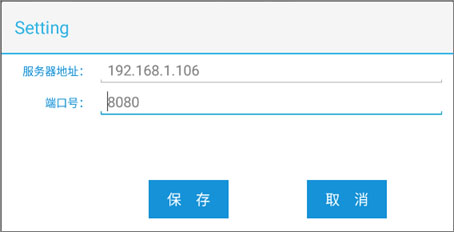 Setting
服务器地址： 192.168.1.106
端口号： 8080
保 存 取 消